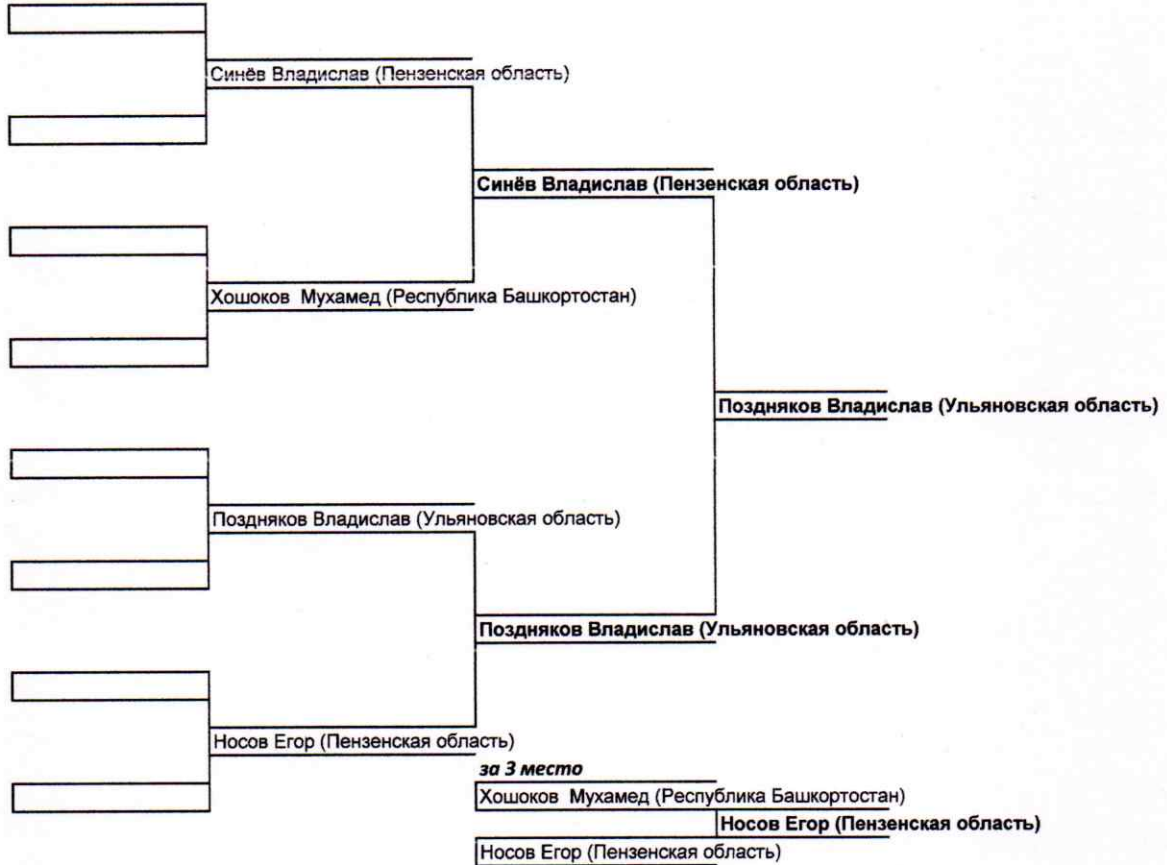 Синёв Владислав (Пензенская область)
Синёв Владислав (Пензенская область)
Хошоков  Мухамед (Республика Башкортостан)
Поздняков Владислав (Ульяновская область)
Поздняков Владислав (Ульяновская область)
Поздняков Владислав (Ульяновская область)
Носов Егор (Пензенская область)
за 3 место
Хошоков  Мухамед (Республика Башкортостан)
Носов Егор (Пензенская область)
Носов Егор (Пензенская область)